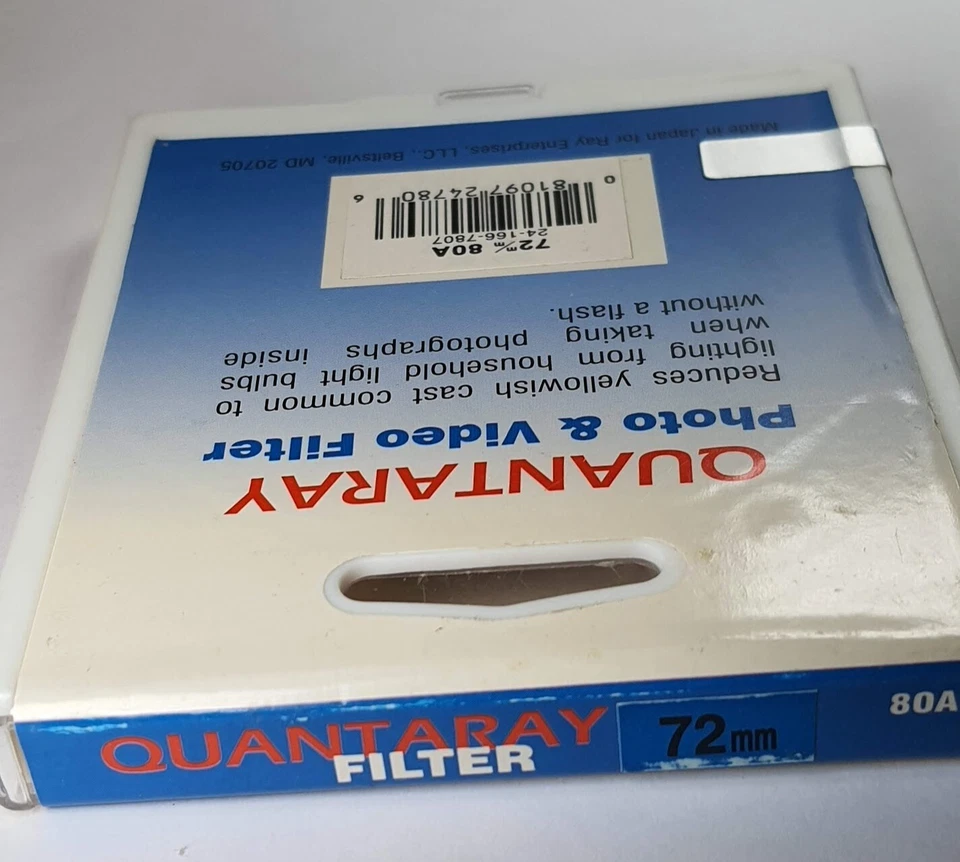 QUANTARAY
Photo & Video Filter
Reduces yellowish cast common to
lighting from household light bulbs
when taking photographs inside
without a flash.
72mm 80A
24-166-7807
0 81097 24780 6
Made in Japan for Ray Enterprises, LLC., Beltsville, MD 20705
QUANTARAY
FILTER
72mm
80A